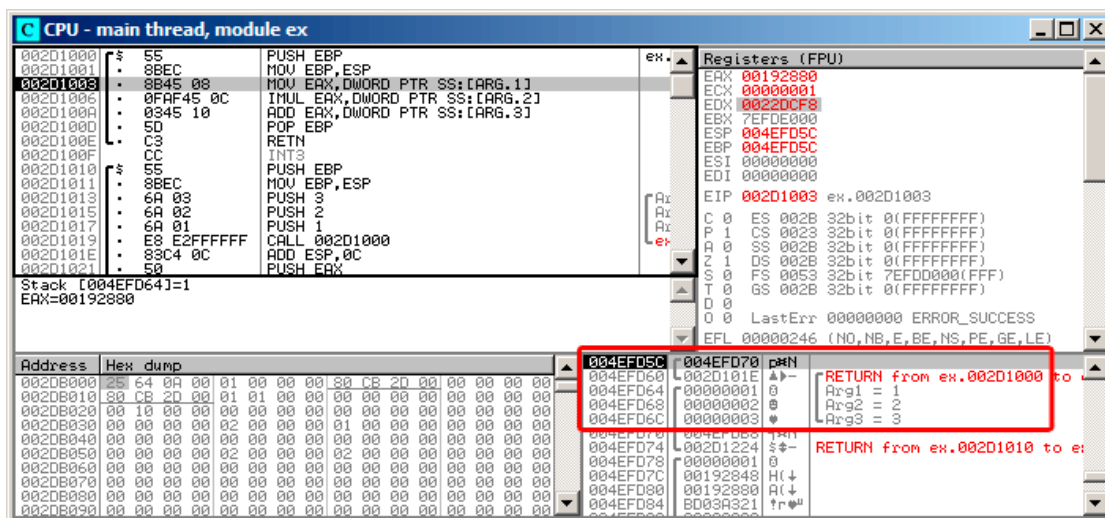 C CPU - main thread, module ex
002D1000 $ 55 PUSH EBP ex.
002D1001 . 8BEC MOV EBP,ESP
002D1003 . 8B45 08 MOV EAX,DWORD PTR SS:[ARG.1]
002D1006 . 0FAF45 0C IMUL EAX,DWORD PTR SS:[ARG.2]
002D100A . 0345 10 ADD EAX,DWORD PTR SS:[ARG.3]
002D100D . 5D POP EBP
002D100E . C3 RETN
002D100F CC INT3
002D1010 $ 55 PUSH EBP
002D1011 . 8BEC MOV EBP,ESP
002D1013 . 6A 03 PUSH 3
002D1015 . 6A 02 PUSH 2
002D1017 . 6A 01 PUSH 1
002D1019 . E8 E2FFFFFF CALL 002D1000
002D101E . 83C4 0C ADD ESP,0C
002D1021 . 50 PUSH EAX
Stack [004EFD64]=1
EAX=00192880
Registers (FPU)
EAX 00192880
ECX 00000001
EDX 0022DCF8
EBX 7EFDE000
ESP 004EFD5C
EBP 004EFD5C
ESI 00000000
EDI 00000000
EIP 002D1003 ex.002D1003
C 0 ES 002B 32bit 0(FFFFFFFF)
P 1 CS 0023 32bit 0(FFFFFFFF)
A 0 SS 002B 32bit 0(FFFFFFFF)
Z 1 DS 002B 32bit 0(FFFFFFFF)
S 0 FS 0053 32bit 7EFDD000(FFF)
T 0 GS 002B 32bit 0(FFFFFFFF)
D 0
O 0 LastErr 00000000 ERROR_SUCCESS
EFL 00000246 (NO,NB,E,BE,NS,PE,GE,LE)
Address Hex dump
002DB000 25 64 0A 00 01 00 00 00 80 CB 2D 00 00 00 00 00
002DB010 80 CB 2D 00 01 01 00 00 00 00 00 00 00 00 00 00
002DB020 00 10 00 00 00 00 00 00 00 00 00 00 00 00 00 00
002DB030 00 00 00 00 02 00 00 00 01 00 00 00 00 00 00 00
002DB040 00 00 00 00 00 00 00 00 00 00 00 00 00 00 00 00
002DB050 00 00 00 00 02 00 00 00 02 00 00 00 00 00 00 00
002DB060 00 00 00 00 00 00 00 00 00 00 00 00 00 00 00 00
002DB070 00 00 00 00 00 00 00 00 00 00 00 00 00 00 00 00
002DB080 00 00 00 00 00 00 00 00 00 00 00 00 00 00 00 00
002DB090 00 00 00 00 00 00 00 00 00 00 00 00 00 00 00 00
004EFD5C 004EFD70
004EFD60 002D101E RETURN from ex.002D1000 to
004EFD64 00000001 Arg1 = 1
004EFD68 00000002 Arg2 = 2
004EFD6C 00000003 Arg3 = 3
004EFD70
004EFD74 002D1224 RETURN from ex.002D1010 to e
004EFD78 00000001
004EFD7C 00192848 H(↓
004EFD80 00192880
004EFD84 BD03A321